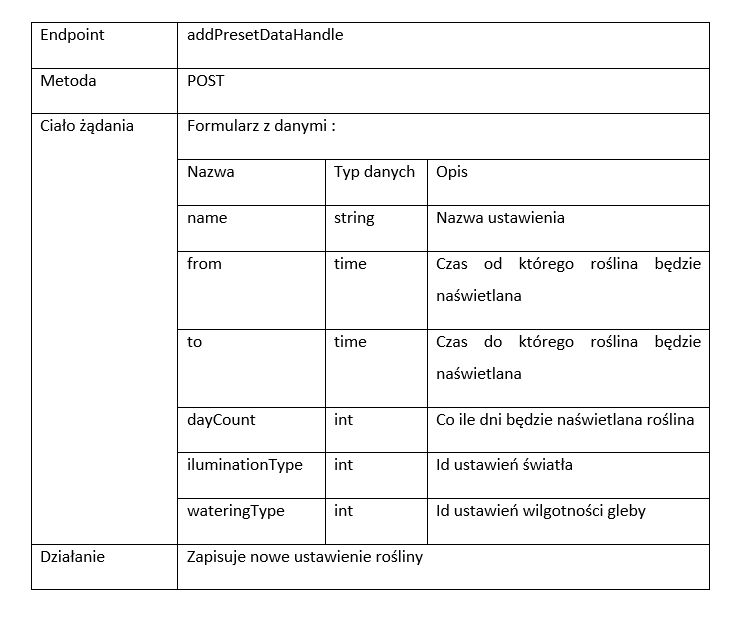 Endpoint addPresetDataHandle
Metoda POST
Ciało żądania Formularz z danymi :
Nazwa Typ danych Opis
name string Nazwa ustawienia
from time Czas od którego roślina będzie
naświetlana
to time Czas do którego roślina będzie
naświetlana
dayCount int Co ile dni będzie naświetlana roślina
iluminationType int Id ustawień światła
wateringType int Id ustawień wilgotności gleby
Działanie Zapisuje nowe ustawienie rośliny